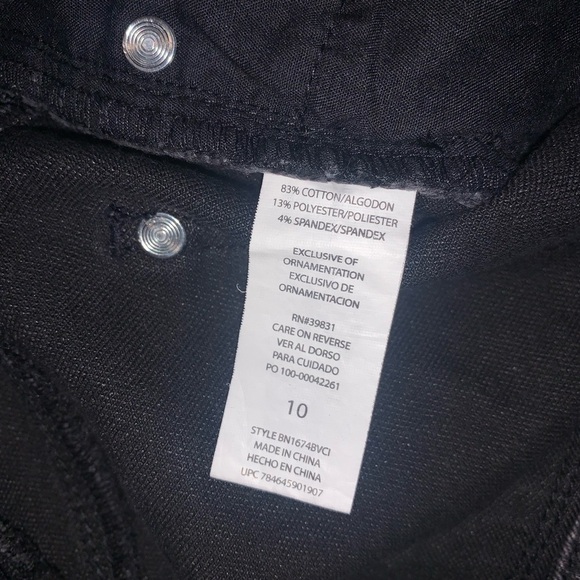 83% COTTON/ALGODON
13% POLYESTER/POLIESTER
4% SPANDEX/SPANDEX
EXCLUSIVE OF
ORNAMENTATION
EXCLUSIVO DE
ORNAMENTACION
RN#39831
CARE ON REVERSE
VER AL DORSO
PARA CUIDADO
PO 100-00042261
10
STYLE BN1674BVCI
MADE IN CHINA
HECHO EN CHINA
UPC 784645901907